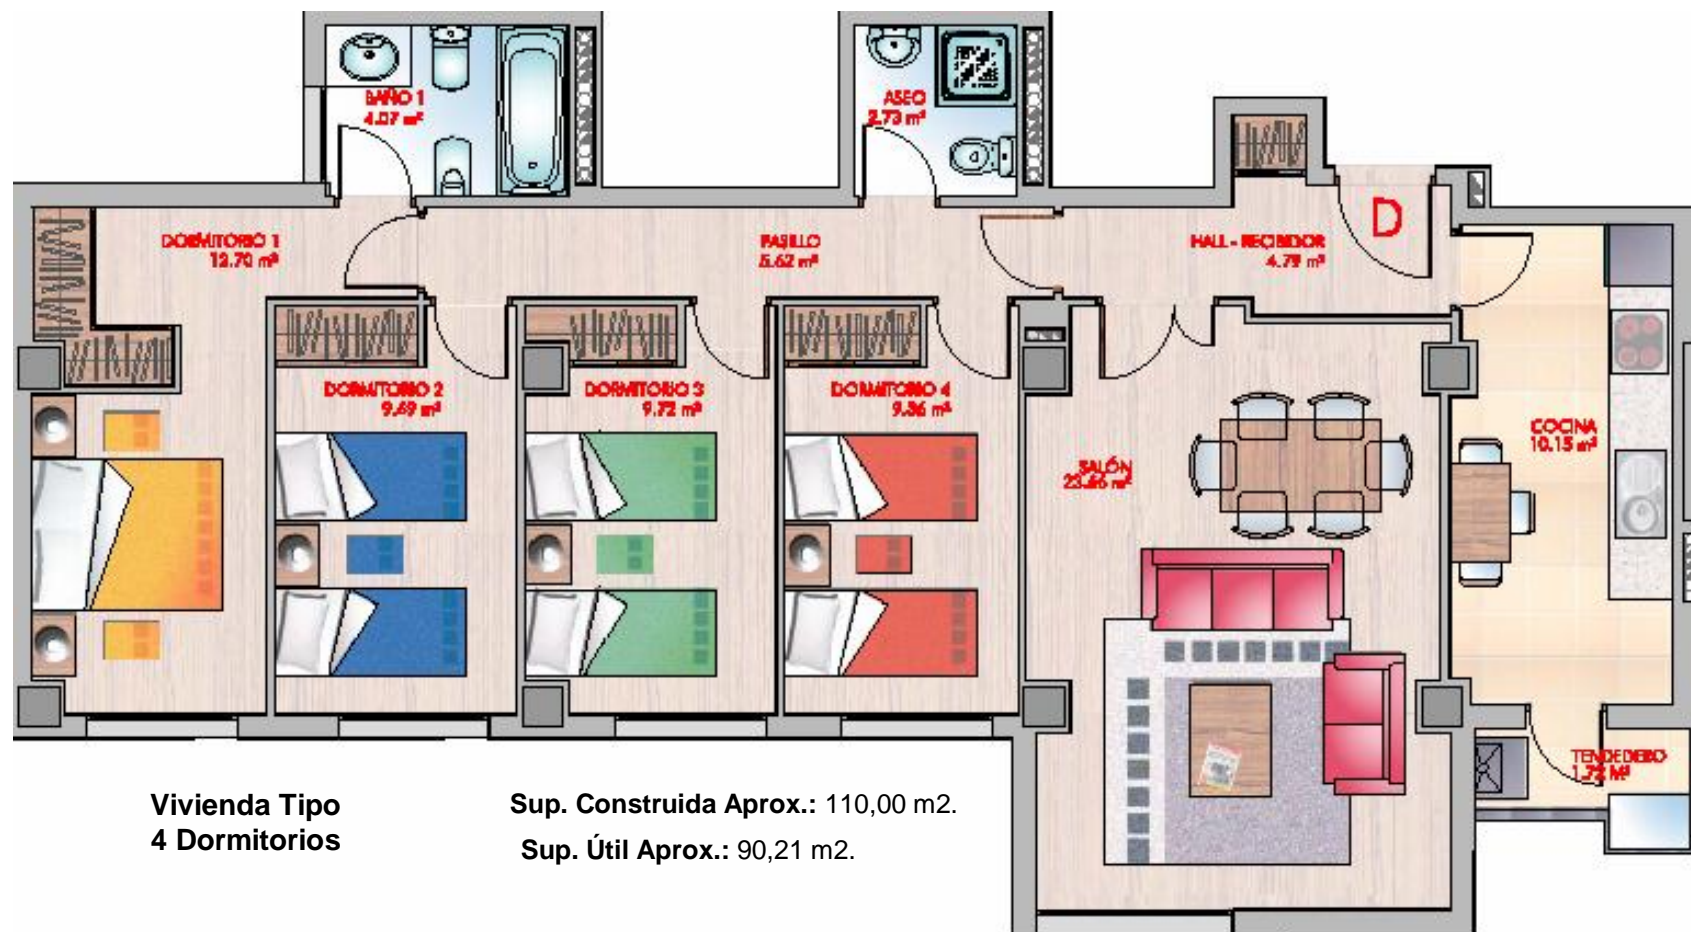 BAÑO 1
4.07 m²
ASEO
2.73 m²
DORMITORIO 1
PASILLO
5.62 m²
HALL - RECIBIDOR
4.79 m²
D
DORMITORIO 2
9.69 m²
DORMITORIO 3
9.72 m²
DORMITORIO 4
9.36 m²
SALÓN
COCINA
10.15 m²
TENDEDERO
1.72 M²
Vivienda Tipo
4 Dormitorios
Sup. Construida Aprox.: 110,00 m2.
Sup. Útil Aprox.: 90,21 m2.